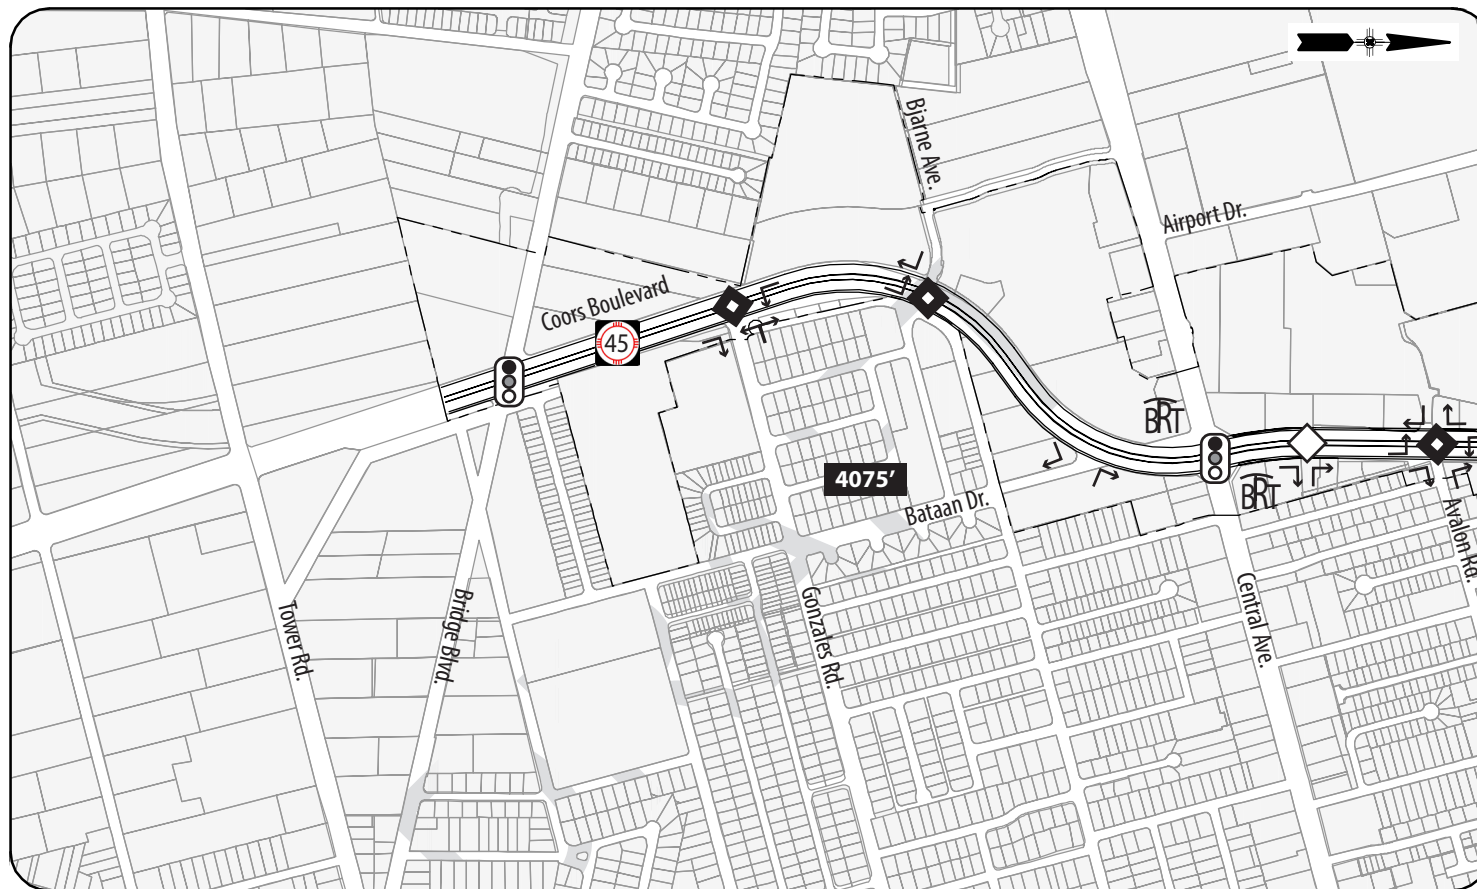 Bjarne Ave.
Airport Dr.
Coors Boulevard
45
BRT
4075’
BRT
Bataan Dr.
Avalon Rd.
Tower Rd.
Bridge Blvd.
Gonzales Rd.
Central Ave.